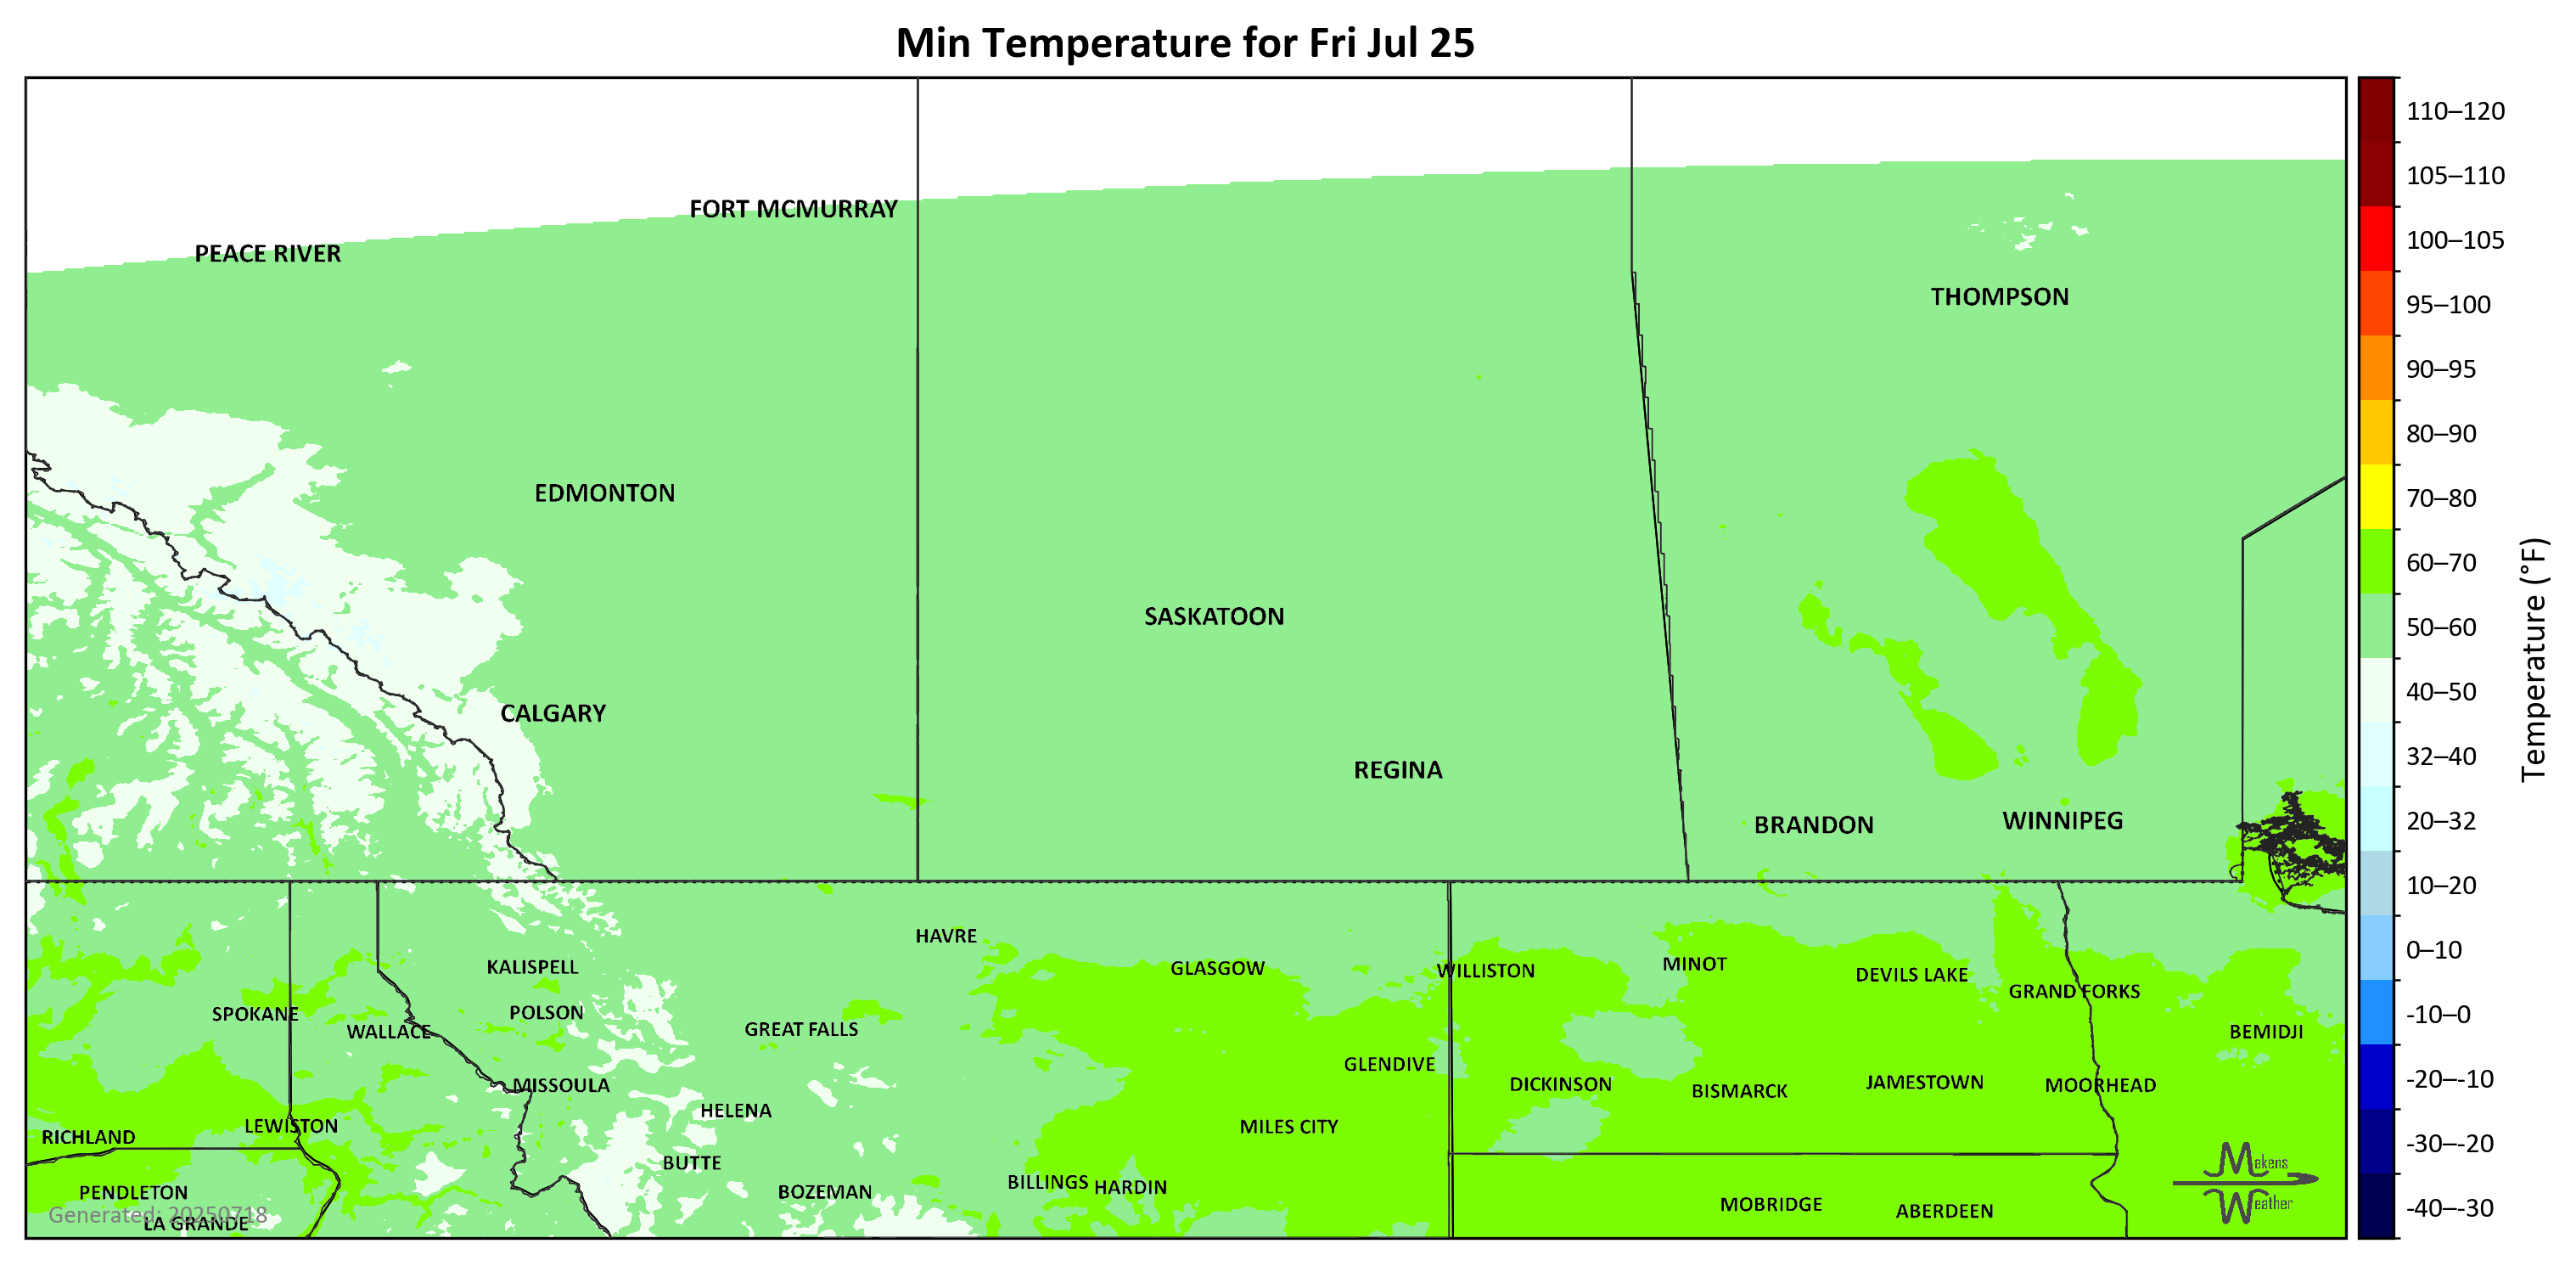 Min Temperature for Fri Jul 25
FORT MCMURRAY
PEACE RIVER
THOMPSON
EDMONTON
SASKATOON
CALGARY
REGINA
BRANDON
WINNIPEG
HAVRE
KALISPELL
GLASGOW
WILLISTON
MINOT
DEVILS LAKE
GRAND FORKS
SPOKANE
POLSON
WALLACE
GREAT FALLS
BEMIDJI
GLENDIVE
MISSOULA
DICKINSON
BISMARCK
JAMESTOWN
MOORHEAD
HELENA
LEWISTON
MILES CITY
RICHLAND
BUTTE
PENDLETON
BOZEMAN
BILLINGS
HARDIN
MOBRIDGE
ABERDEEN
Generated: 20250718
LA GRANDE
Makens
Weather
110–120
105–110
100–105
95–100
90–95
80–90
70–80
60–70
50–60
40–50
32–40
20–32
10–20
0–10
-10–0
-20–-10
-30–-20
-40–-30
Temperature (°F)